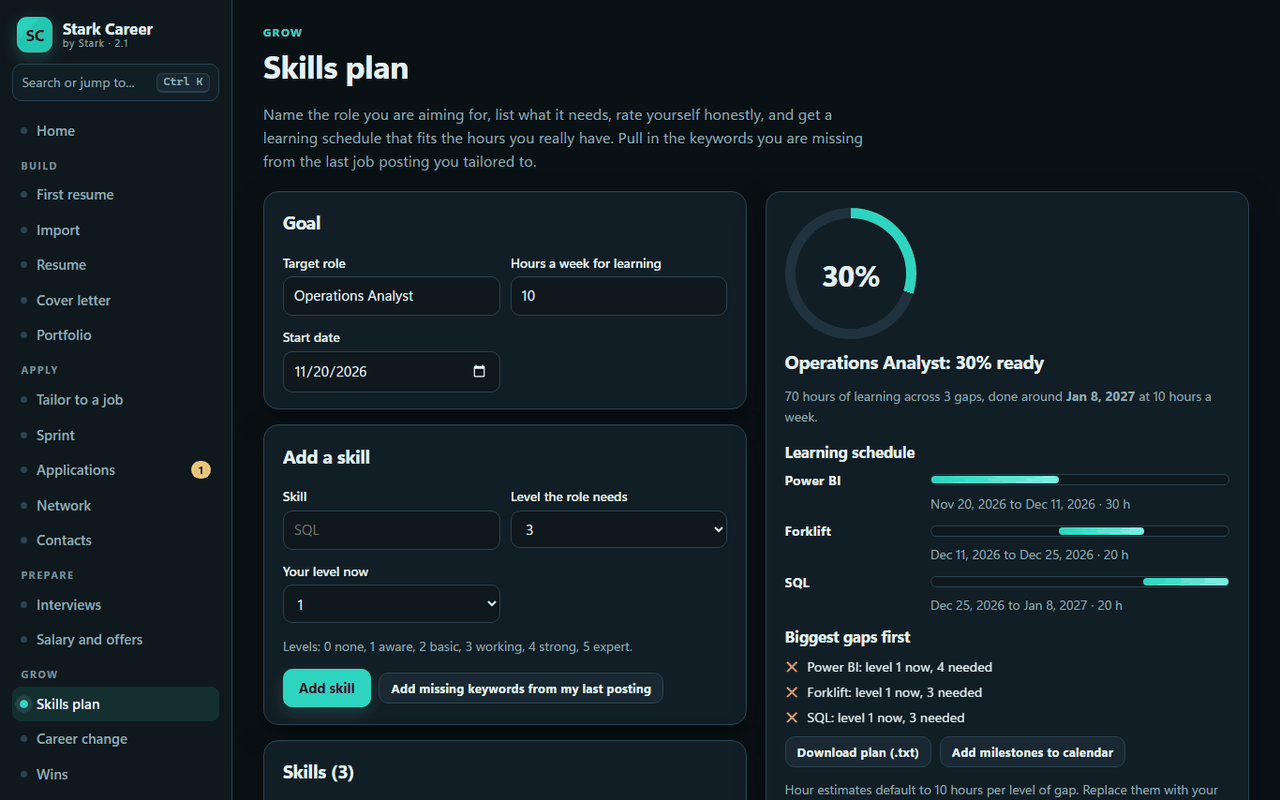 SC
Stark Career
by Stark · 2.1
Search or jump to...
Ctrl K
Home
BUILD
First resume
Import
Resume
Cover letter
Portfolio
APPLY
Tailor to a job
Sprint
Applications
1
Network
Contacts
PREPARE
Interviews
Salary and offers
GROW
Skills plan
Career change
Wins
GROW
Skills plan
Name the role you are aiming for, list what it needs, rate yourself honestly, and get a
learning schedule that fits the hours you really have. Pull in the keywords you are missing
from the last job posting you tailored to.
Goal
Target role
Hours a week for learning
Operations Analyst
10
Start date
11/20/2026
Add a skill
Skill
Level the role needs
SQL
3
Your level now
1
Levels: 0 none, 1 aware, 2 basic, 3 working, 4 strong, 5 expert.
Add skill
Add missing keywords from my last posting
Skills (3)
30%
Operations Analyst: 30% ready
70 hours of learning across 3 gaps, done around Jan 8, 2027 at 10 hours a
week.
Learning schedule
Power BI
Nov 20, 2026 to Dec 11, 2026 · 30 h
Forklift
Dec 11, 2026 to Dec 25, 2026 · 20 h
SQL
Dec 25, 2026 to Jan 8, 2027 · 20 h
Biggest gaps first
Power BI: level 1 now, 4 needed
Forklift: level 1 now, 3 needed
SQL: level 1 now, 3 needed
Download plan (.txt)
Add milestones to calendar
Hour estimates default to 10 hours per level of gap. Replace them with your